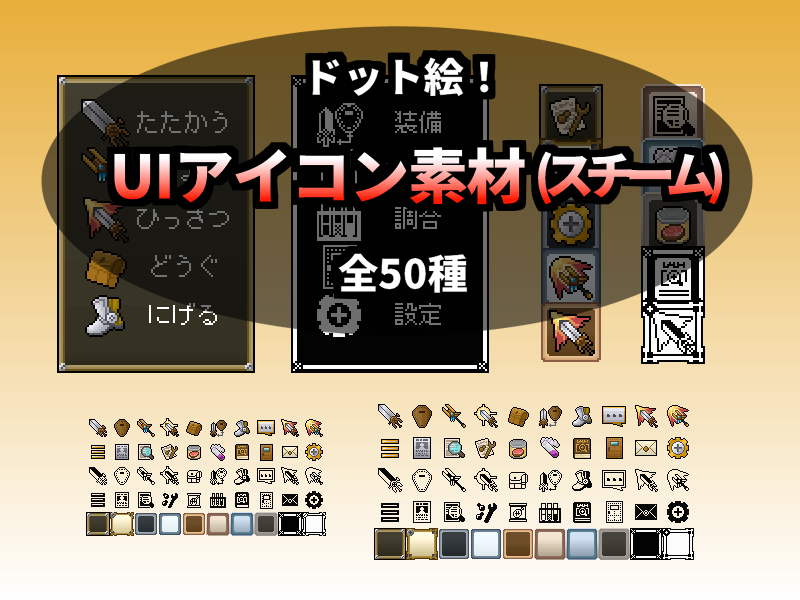 ドット絵！
たたかう
装備
UIアイコン素材(スチーム)
ひっさつ
調合
どうぐ
全50種
にげる
設定